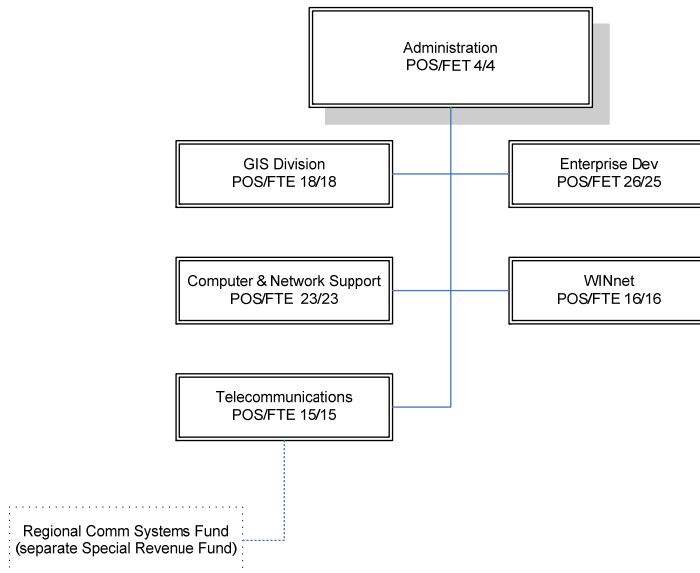 Administration
POS/FET 4/4
GIS Division
POS/FTE 18/18
Enterprise Dev
POS/FET 26/25
Computer & Network Support
POS/FTE 23/23
WINnet
POS/FTE 16/16
Telecommunications
POS/FTE 15/15
Regional Comm Systems Fund
(separate Special Revenue Fund)